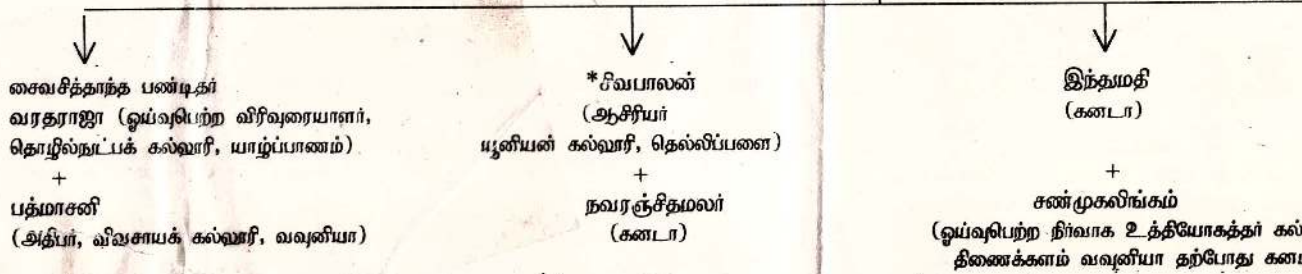 சைவசித்தாந்த பண்டிதர்
வரதராஜா (ஓய்வுபெற்ற விரிவுரையாளர்,
தொழில்நுட்பக் கல்லூரி, யாழ்ப்பாணம்)
+
பத்மாசனி
(அதிபர், விவசாயக் கல்லூரி, வவுனியா)
*சிவபாலன்
(ஆசிரியர்
யூனியன் கல்லூரி, தெல்லிப்பளை)
+
நவரஞ்சிதமலர்
(கனடா)
இந்துமதி
(கனடா)
+
சண்முகலிங்கம்
(ஓய்வுபெற்ற நிர்வாக உத்தியோகத்தர் கல்
திணைக்களம் வவுனியா தற்போது